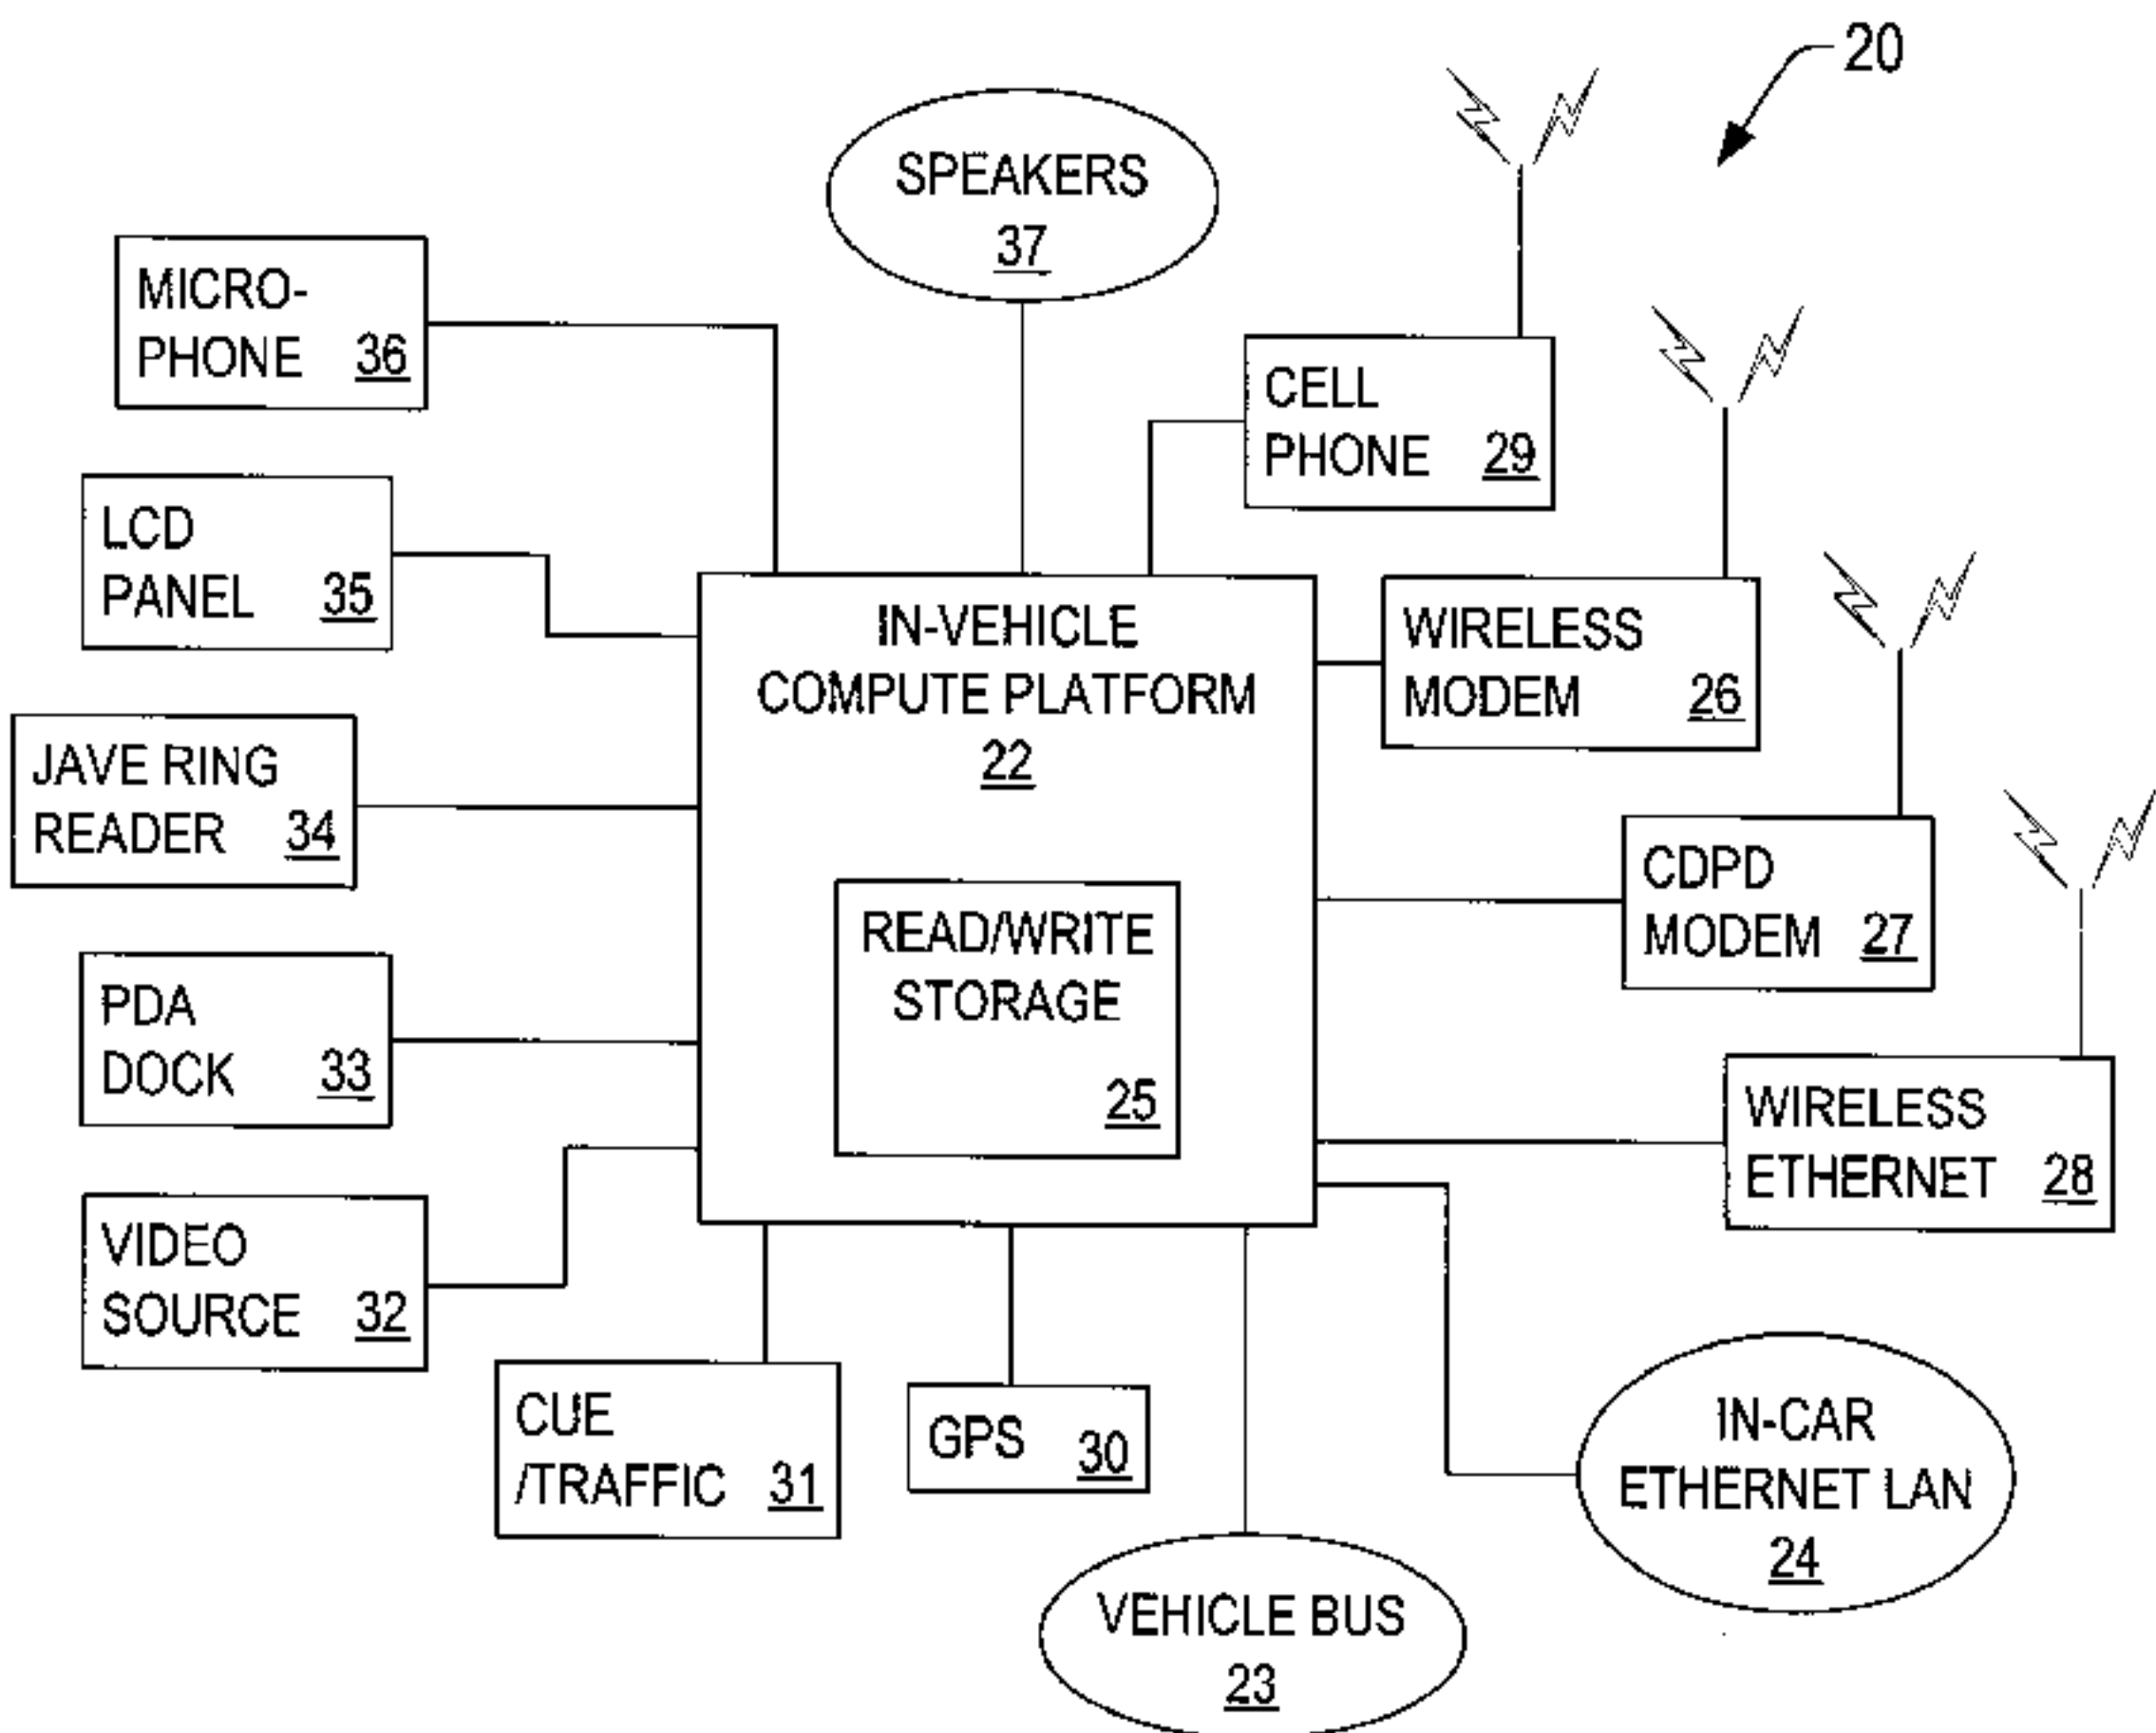 20
SPEAKERS
37
MICRO-
PHONE 36
CELL
PHONE 29
LCD
PANEL 35
IN-VEHICLE
COMPUTE PLATFORM
22
WIRELESS
MODEM 26
JAVE RING
READER 34
CDPD
MODEM 27
READ/WRITE
STORAGE
25
PDA
DOCK 33
WIRELESS
ETHERNET 28
VIDEO
SOURCE 32
CUE
/TRAFFIC 31
GPS 30
IN-CAR
ETHERNET LAN
24
VEHICLE BUS
23